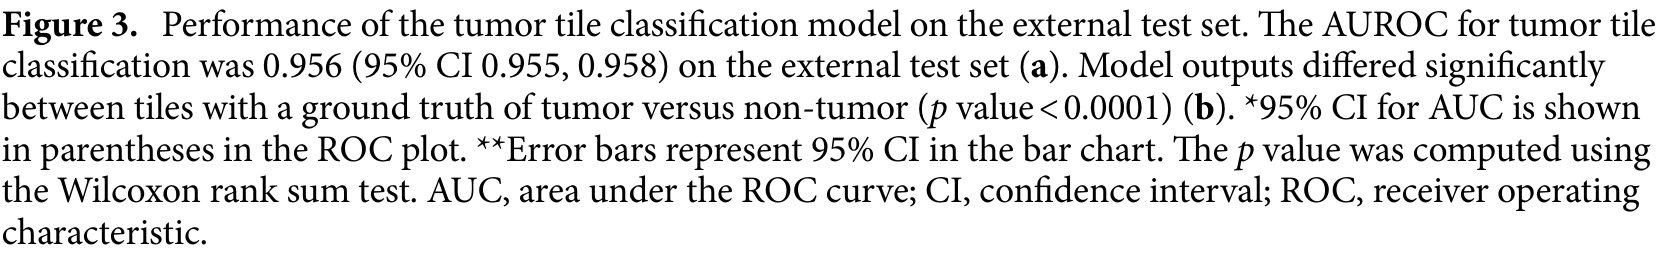 Figure 3. Performance of the tumor tile classification model on the external test set. The AUROC for tumor tile
classification was 0.956 (95% CI 0.955, 0.958) on the external test set (a). Model outputs differed significantly
between tiles with a ground truth of tumor versus non-tumor (p value < 0.0001) (b). *95% CI for AUC is shown
in parentheses in the ROC plot. **Error bars represent 95% CI in the bar chart. The p value was computed using
the Wilcoxon rank sum test. AUC, area under the ROC curve; CI, confidence interval; ROC, receiver operating
characteristic.